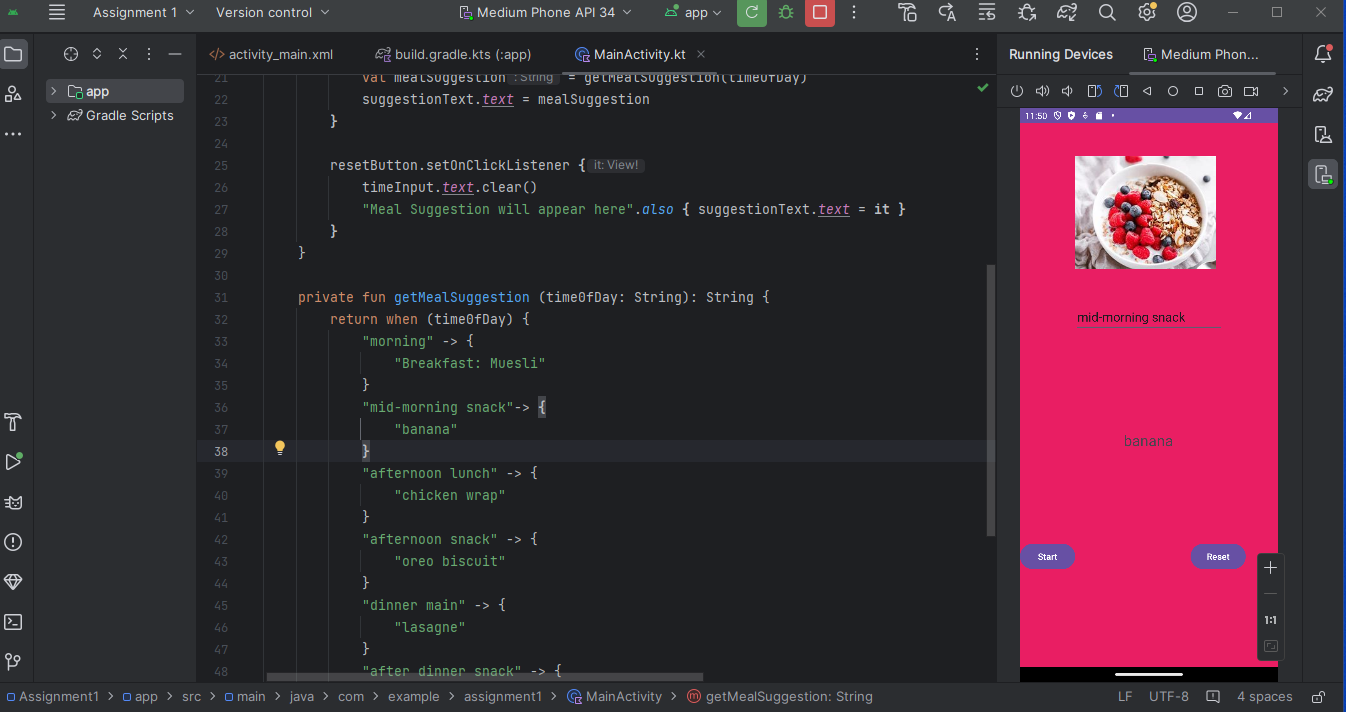 Assignment 1
Version control
Medium Phone API 34
app
activity_main.xml
build.gradle.kts (:app)
MainActivity.kt
Running Devices
Medium Phon...
app
Gradle Scripts
21 val mealSuggestion : String = getMealSuggestion(timeOfDay)
22 suggestionText.text = mealSuggestion
23 }
24
25 resetButton.setOnClickListener { it: View!
26 timeInput.text.clear()
27 "Meal Suggestion will appear here".also { suggestionText.text = it }
28 }
29 }
30
31 private fun getMealSuggestion (timeOfDay: String): String {
32 return when (timeOfDay) {
33 "morning" -> {
34 "Breakfast: Muesli"
35 }
36 "mid-morning snack"-> {
37 "banana"
38 }
39 "afternoon lunch" -> {
40 "chicken wrap"
41 }
42 "afternoon snack" -> {
43 "oreo biscuit"
44 }
45 "dinner main" -> {
46 "lasagne"
47 }
48 "after dinner snack" -> {
11:50
mid-morning snack
banana
Start
Reset
1:1
Assignment1 > app > src > main > java > com > example > assignment1 > MainActivity > getMealSuggestion: String
LF
UTF-8
4 spaces